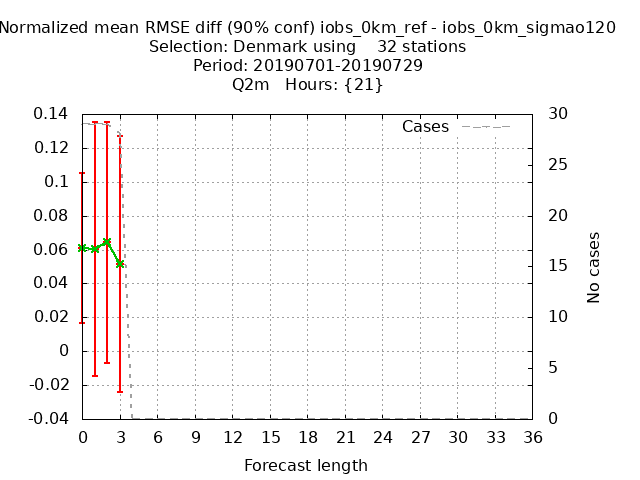 Normalized mean RMSE diff (90% conf) iobs_0km_ref - iobs_0km_sigmao120
Selection: Denmark using 32 stations
Period: 20190701-20190729
Q2m Hours: {21}
Cases
0.14
0.12
0.1
0.08
0.06
0.04
0.02
0
-0.02
-0.04
30
25
20
15
10
5
0
No cases
0 3 6 9 12 15 18 21 24 27 30 33 36
Forecast length